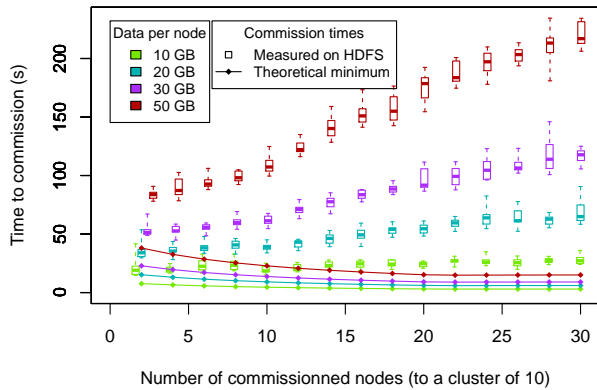 Data per node
10 GB
20 GB
30 GB
50 GB
Commission times
Measured on HDFS
Theoretical minimum
Time to commission (s)
200
150
100
50
0
0
5
10
15
20
25
30
Number of commissionned nodes (to a cluster of 10)